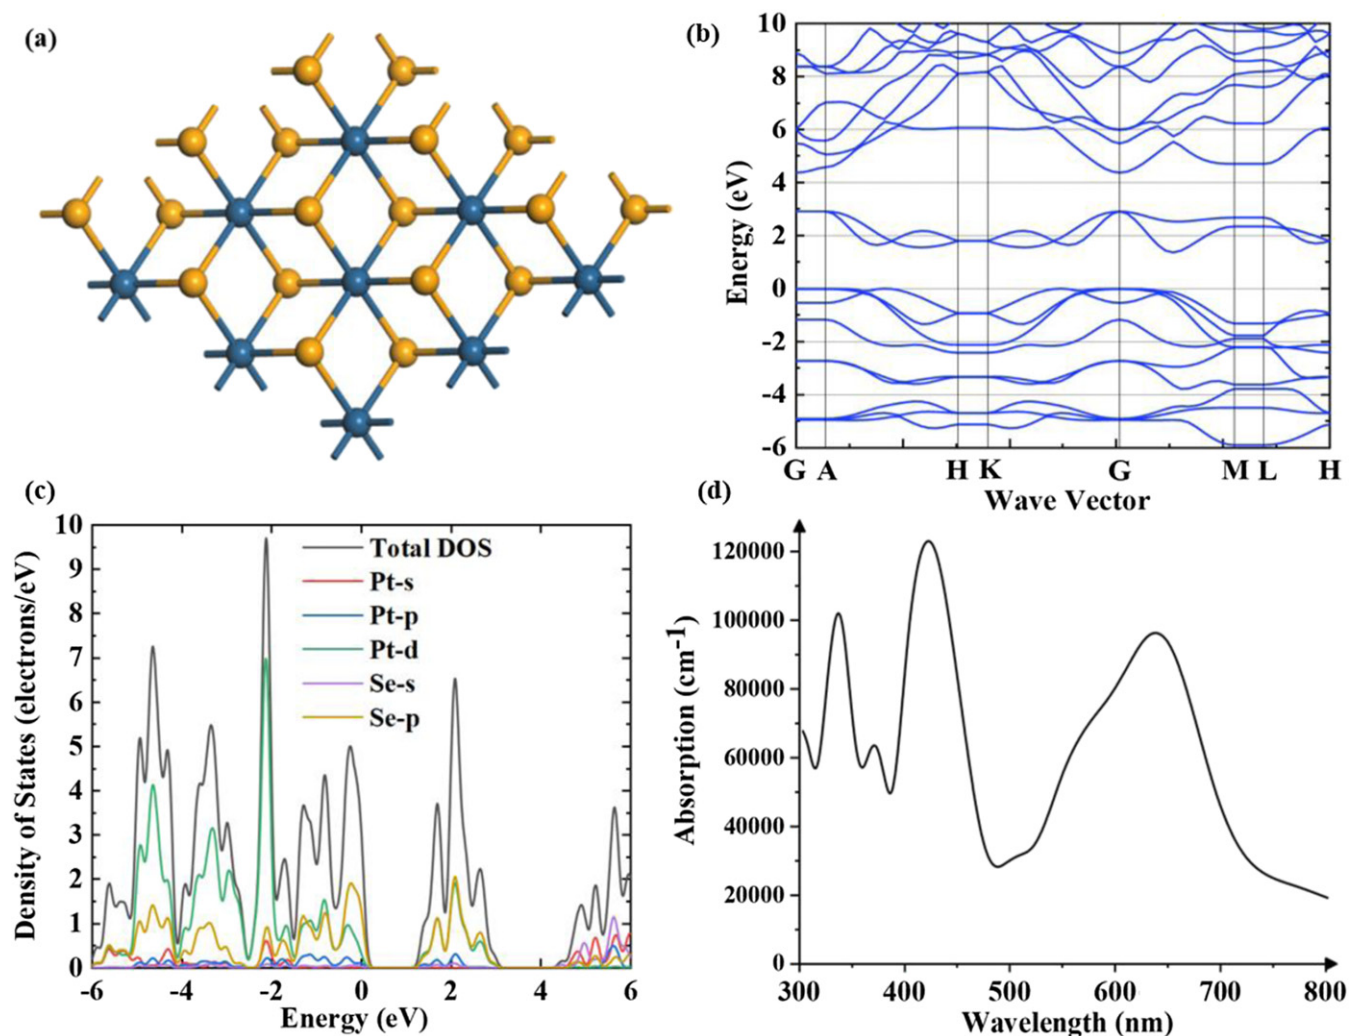 (a)
(b)
10
8
6
4
2
0
-2
-4
-6
Energy (eV)
G A H K G M L H
Wave Vector
(c)
10
9
8
7
6
5
4
3
2
1
0
Density of States (electrons/eV)
Total DOS
Pt-s
Pt-p
Pt-d
Se-s
Se-p
-6 -4 -2 0 2 4 6
Energy (eV)
(d)
120000
100000
80000
60000
40000
20000
0
Absorption (cm-1)
300 400 500 600 700 800
Wavelength (nm)